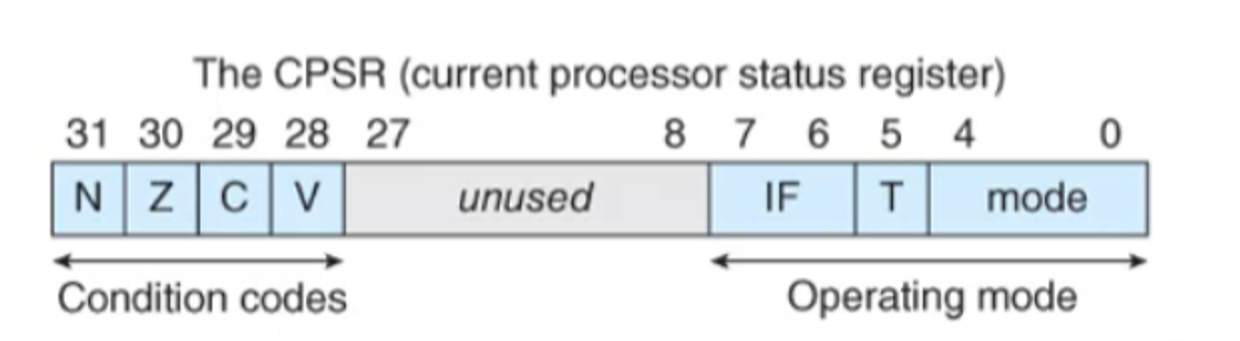 The CPSR (current processor status register)
31 30 29 28 27 8 7 6 5 4 0
N Z C V unused IF T mode
Condition codes Operating mode